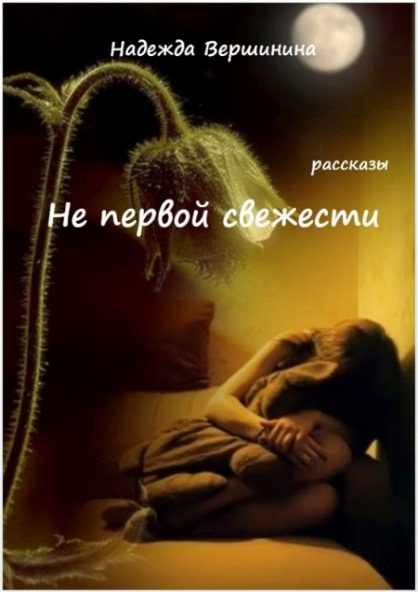 Надежда Вершинина
рассказы
Не первой свежести